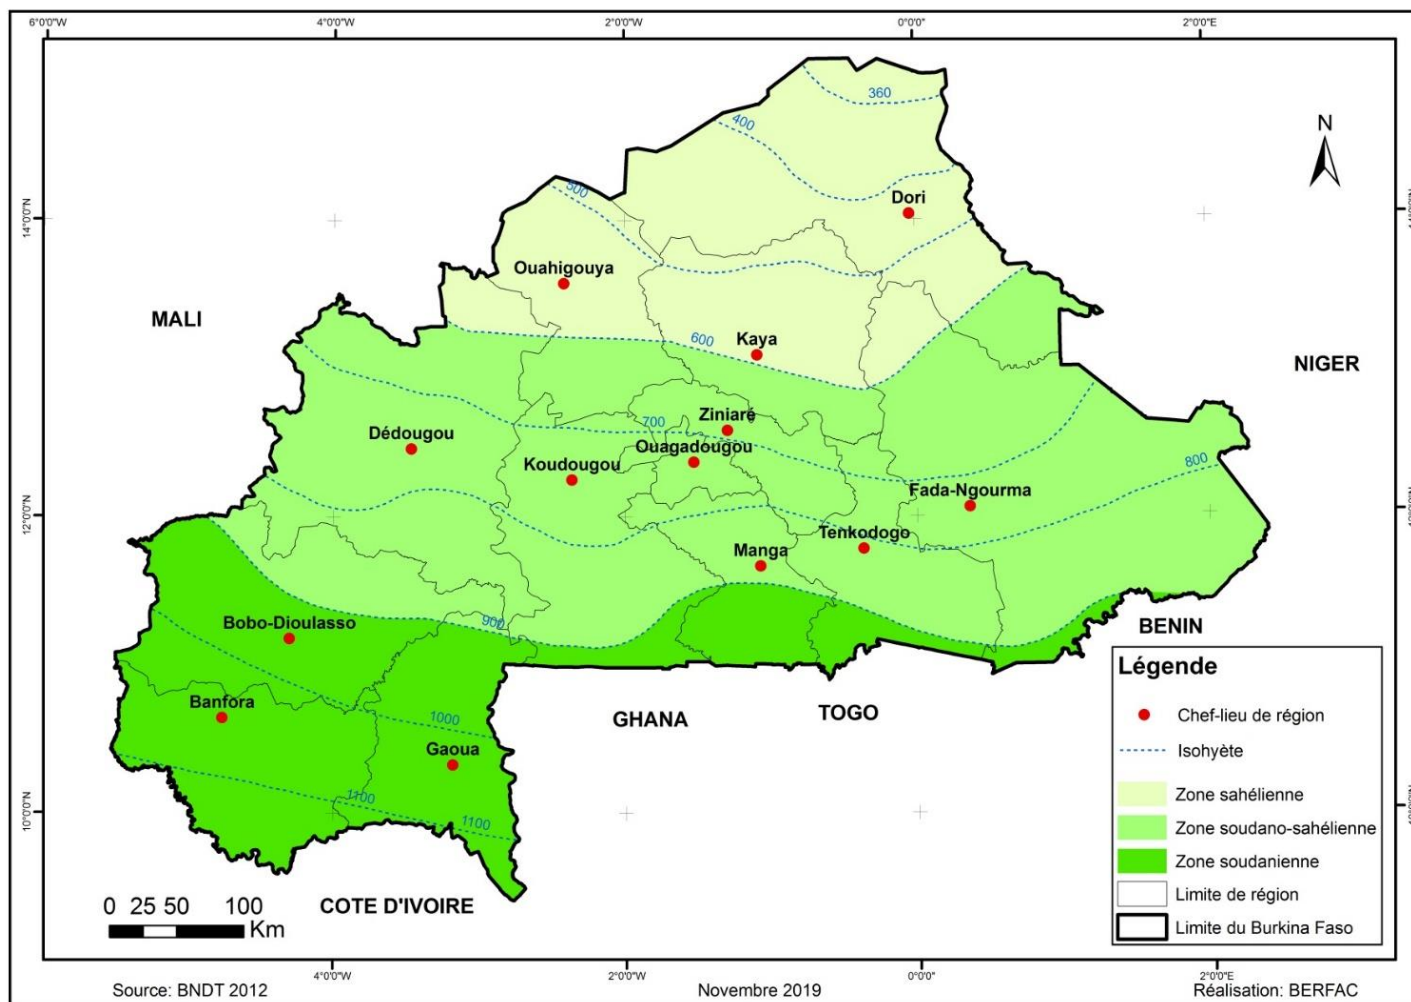 6°0'0"W 4°0'0"W 2°0'0"W 0°0'0" 2°0'0"E
360
400
N
500
Dori
14°0'0"N
14°0'0"N
Ouahigouya
MALI
600
Kaya
NIGER
Ziniaré
700
Dédougou
Ouagadougou
Koudougou
800
Fada-Ngourma
12°0'0"N
Tenkodogo
Manga
900
Bobo-Dioulasso
BENIN
Légende
Banfora
GHANA
TOGO
1000
Gaoua
Chef-lieu de région
Isohyète
1100
1100
10°0'0"N
Zone sahélienne
Zone soudano-sahélienne
Zone soudanienne
Limite de région
Limite du Burkina Faso
0 25 50 100
Km
COTE D'IVOIRE
4°0'0"W 2°0'0"W 0°0'0" 2°0'0"E
Source: BNDT 2012
Novembre 2019
Réalisation: BERFAC